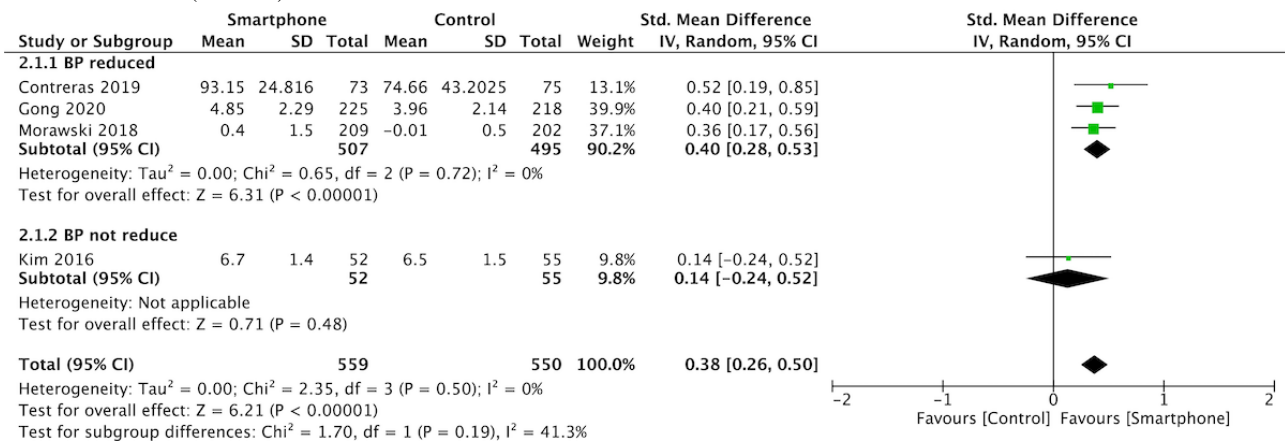 Smartphone Control Std. Mean Difference Std. Mean Difference
Study or Subgroup Mean SD Total Mean SD Total Weight IV, Random, 95% CI IV, Random, 95% CI
2.1.1 BP reduced
Contreras 2019 93.15 24.816 73 74.66 43.2025 75 13.1% 0.52 [0.19, 0.85]
Gong 2020 4.85 2.29 225 3.96 2.14 218 39.9% 0.40 [0.21, 0.59]
Morawski 2018 0.4 1.5 209 -0.01 0.5 202 37.1% 0.36 [0.17, 0.56]
Subtotal (95% CI) 507 495 90.2% 0.40 [0.28, 0.53]
Heterogeneity: Tau² = 0.00; Chi² = 0.65, df = 2 (P = 0.72); I² = 0%
Test for overall effect: Z = 6.31 (P < 0.00001)
2.1.2 BP not reduce
Kim 2016 6.7 1.4 52 6.5 1.5 55 9.8% 0.14 [-0.24, 0.52]
Subtotal (95% CI) 52 55 9.8% 0.14 [-0.24, 0.52]
Heterogeneity: Not applicable
Test for overall effect: Z = 0.71 (P = 0.48)
Total (95% CI) 559 550 100.0% 0.38 [0.26, 0.50]
Heterogeneity: Tau² = 0.00; Chi² = 2.35, df = 3 (P = 0.50); I² = 0%
Test for overall effect: Z = 6.21 (P < 0.00001)
Test for subgroup differences: Chi² = 1.70, df = 1 (P = 0.19), I² = 41.3%
-2 -1 0 1 2
Favours [Control] Favours [Smartphone]